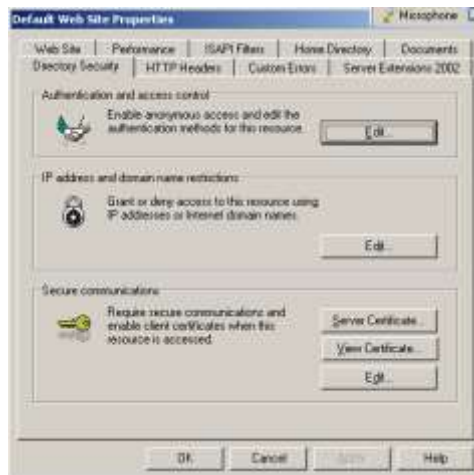 Default Web Site Properties
Microphone
Web Site
Performance
ISAPI Filters
Home Directory
Documents
Directory Security
HTTP Headers
Custom Errors
Server Extensions 2002
Authentication and access control
Enable anonymous access and edit the
authentication methods for this resource.
Edit...
IP address and domain name restrictions
Grant or deny access to this resource using
IP addresses or Internet domain names.
Edit...
Secure communications
Require secure communications and
enable client certificates when this
resource is accessed.
Server Certificate...
View Certificate...
Edit...
OK
Cancel
Apply
Help